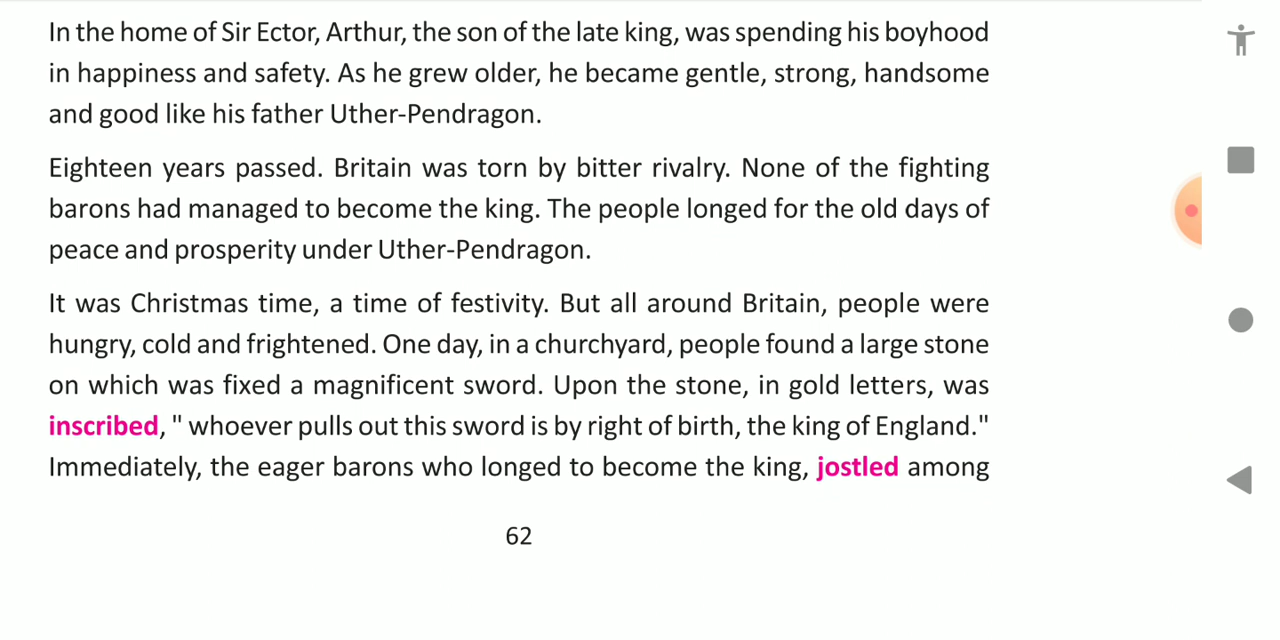 In the home of Sir Ector, Arthur, the son of the late king, was spending his boyhood
in happiness and safety. As he grew older, he became gentle, strong, handsome
and good like his father Uther-Pendragon.
Eighteen years passed. Britain was torn by bitter rivalry. None of the fighting
barons had managed to become the king. The people longed for the old days of
peace and prosperity under Uther-Pendragon.
It was Christmas time, a time of festivity. But all around Britain, people were
hungry, cold and frightened. One day, in a churchyard, people found a large stone
on which was fixed a magnificent sword. Upon the stone, in gold letters, was
inscribed, " whoever pulls out this sword is by right of birth, the king of England."
Immediately, the eager barons who longed to become the king, jostled among
62